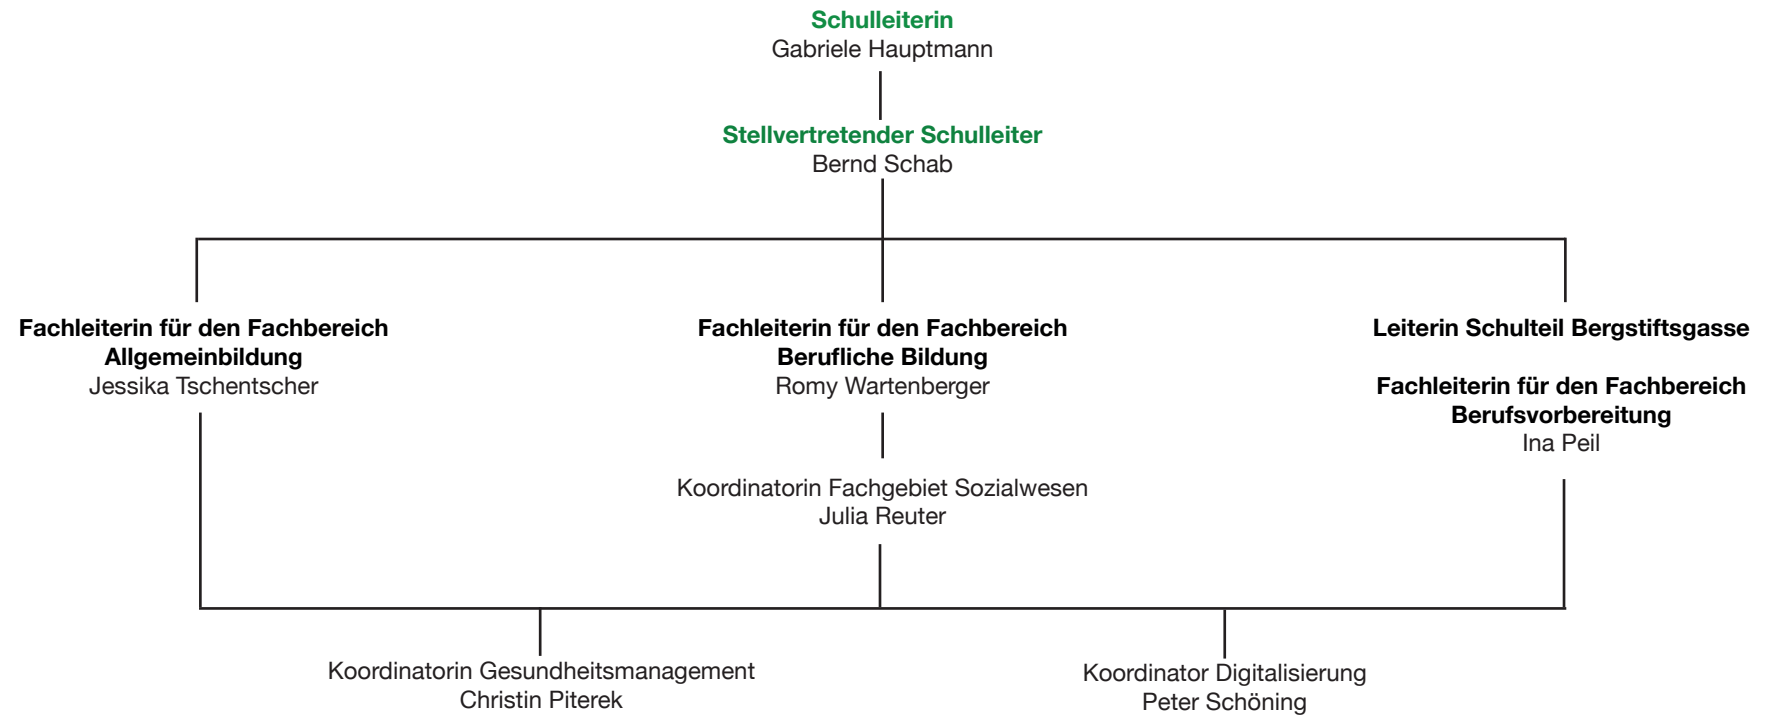 Schulleiterin
Gabriele Hauptmann
Stellvertretender Schulleiter
Bernd Schab
Fachleiterin für den Fachbereich
Allgemeinbildung
Jessika Tschentscher
Fachleiterin für den Fachbereich
Berufliche Bildung
Romy Wartenberger
Leiterin Schulteil Bergstiftsgasse
Fachleiterin für den Fachbereich
Berufsvorbereitung
Ina Peil
Koordinatorin Fachgebiet Sozialwesen
Julia Reuter
Koordinatorin Gesundheitsmanagement
Christin Piterek
Koordinator Digitalisierung
Peter Schöning